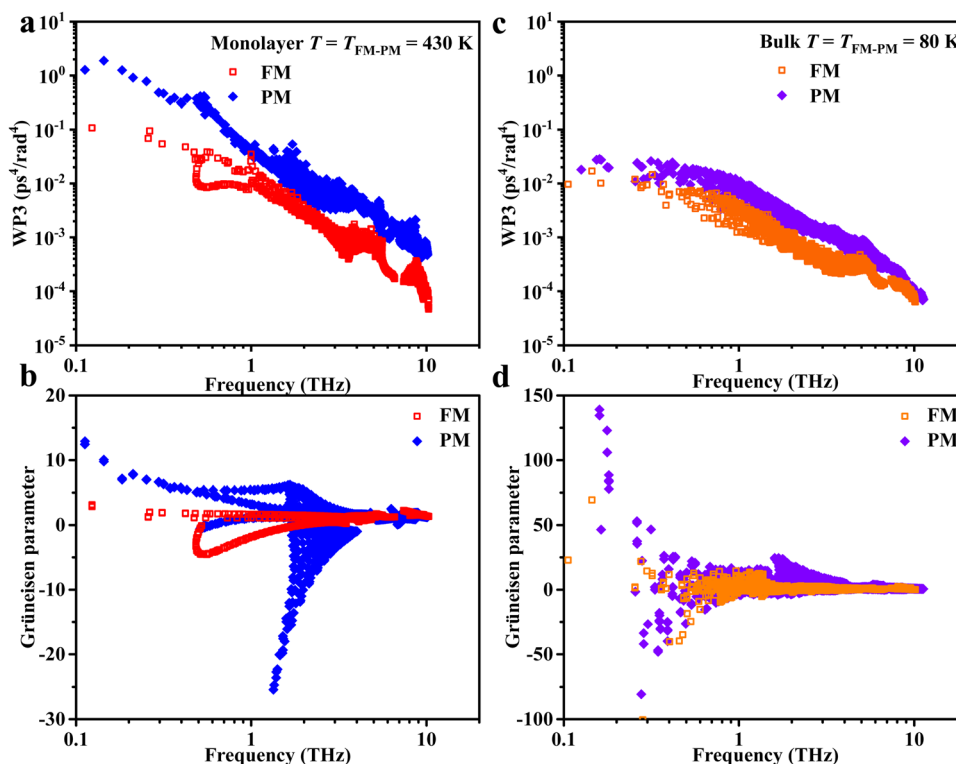 a
Monolayer T = T_FM-PM = 430 K
FM
PM
10¹
10⁰
10⁻¹
10⁻²
10⁻³
10⁻⁴
10⁻⁵
WP3 (ps⁴/rad⁴)
0.1
1
10
Frequency (THz)
c
Bulk T = T_FM-PM = 80 K
FM
PM
10¹
10⁰
10⁻¹
10⁻²
10⁻³
10⁻⁴
10⁻⁵
WP3 (ps⁴/rad⁴)
0.1
1
10
Frequency (THz)
b
FM
PM
20
10
0
-10
-20
-30
Grüneisen parameter
0.1
1
10
Frequency (THz)
d
FM
PM
150
100
50
0
-50
-100
Grüneisen parameter
0.1
1
10
Frequency (THz)